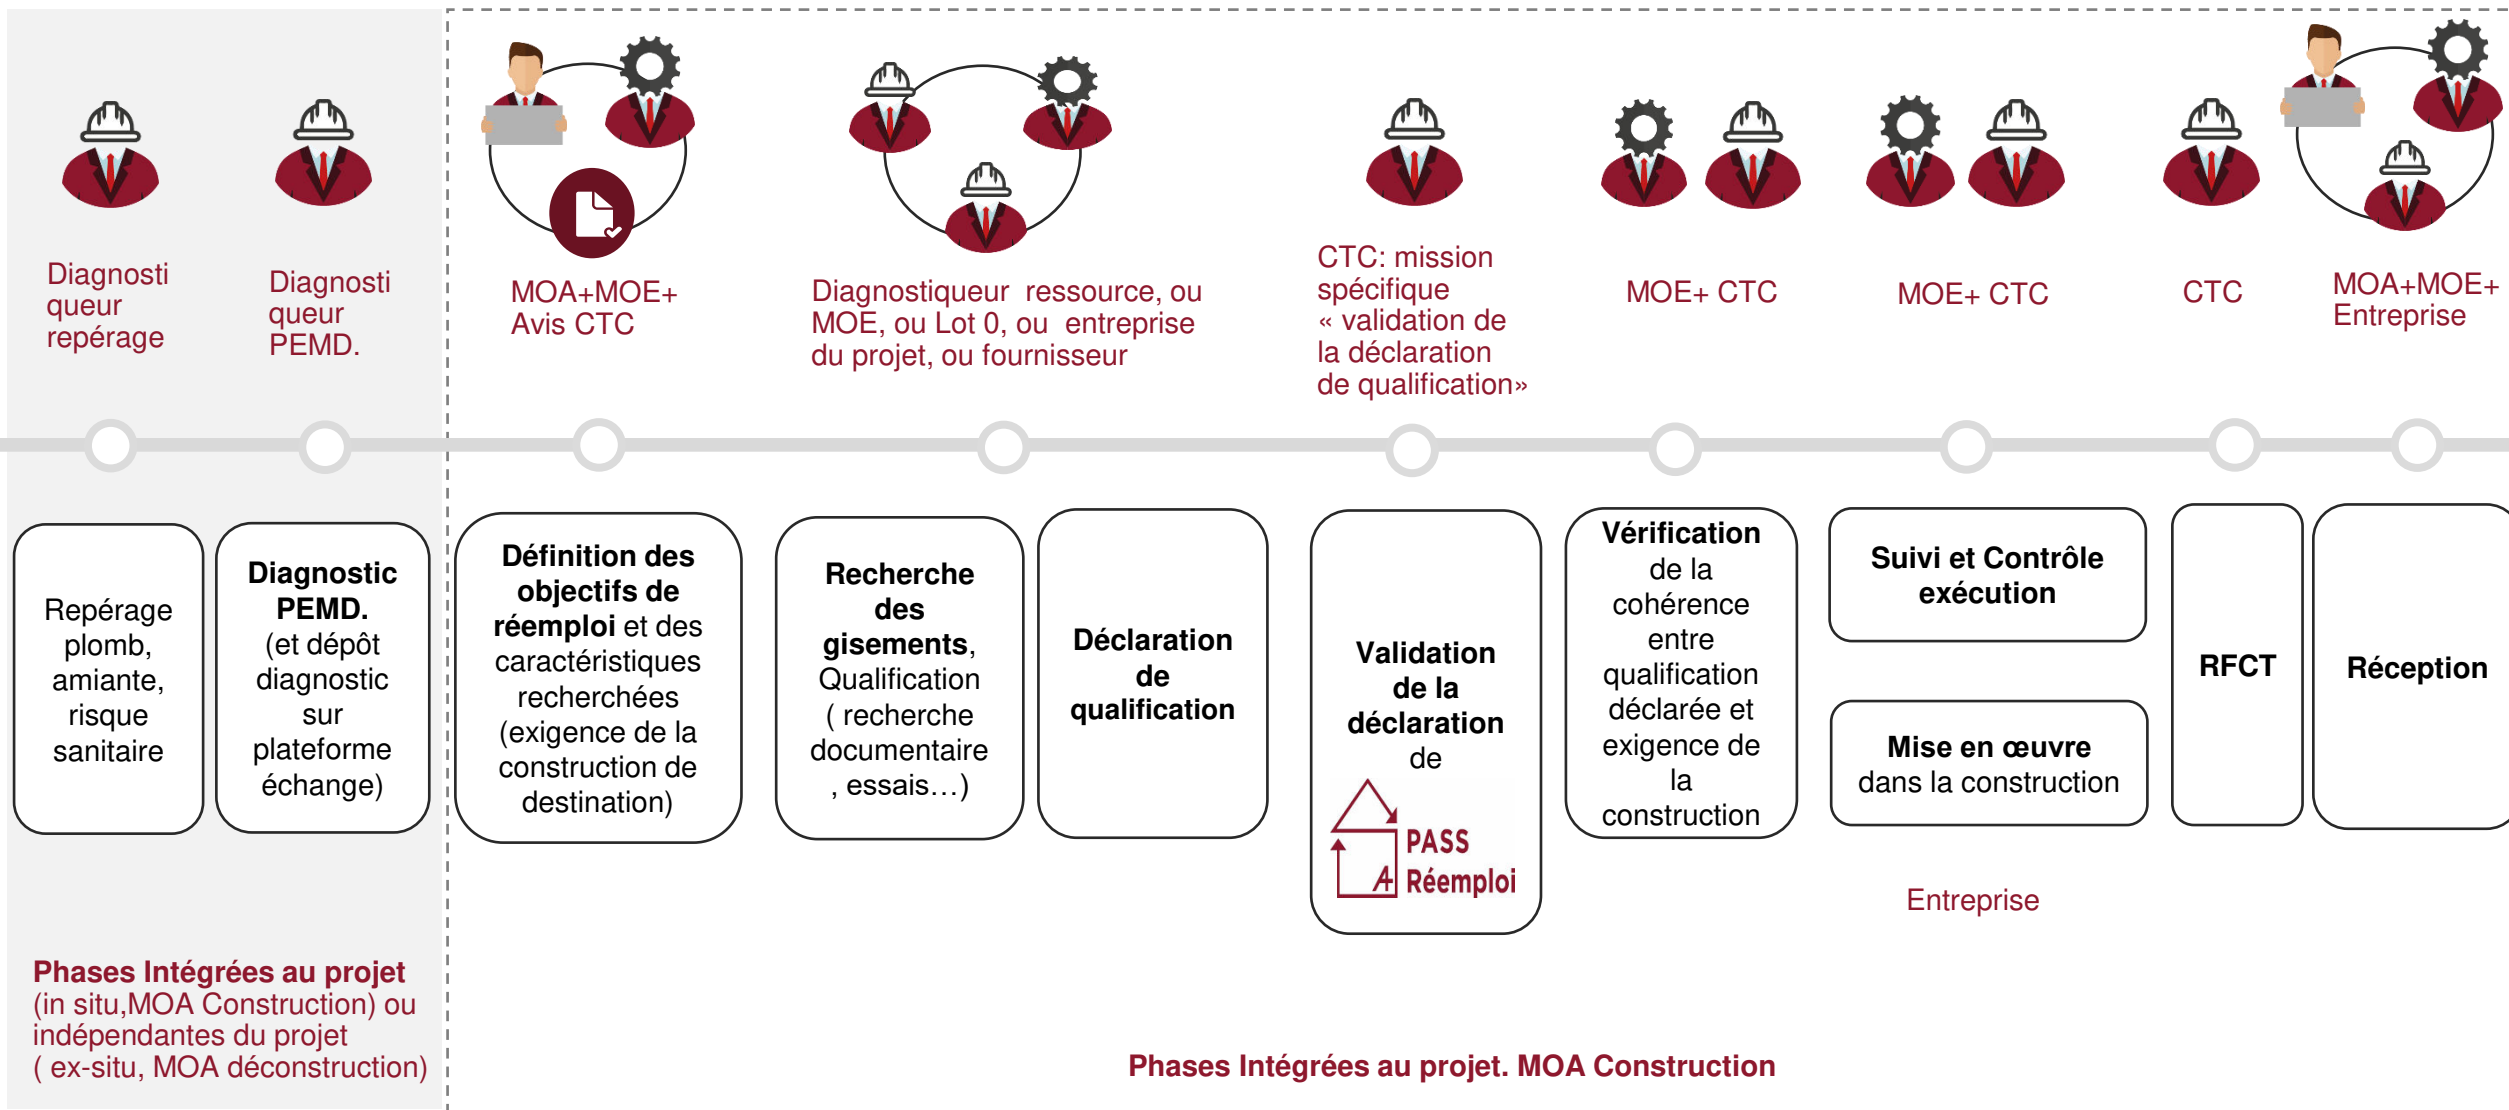 Diagnosti
queur
repérage
Diagnosti
queur
PEMD.
MOA+MOE+
Avis CTC
Diagnostiqueur ressource, ou
MOE, ou Lot 0, ou entreprise
du projet, ou fournisseur
CTC: mission
spécifique
« validation de
la déclaration
de qualification»
MOE+ CTC
MOE+ CTC
CTC
MOA+MOE+
Entreprise
Repérage
plomb,
amiante,
risque
sanitaire
Diagnostic
PEMD.
(et dépôt
diagnostic
sur
plateforme
échange)
Définition des
objectifs de
réemploi et des
caractéristiques
recherchées
(exigence de la
construction de
destination)
Recherche
des
gisements,
Qualification
( recherche
documentaire
, essais…)
Déclaration
de
qualification
Validation
de la
déclaration
de
PASS
A Réemploi
Vérification
de la
cohérence
entre
qualification
déclarée et
exigence de
la
construction
Suivi et Contrôle
exécution
Mise en œuvre
dans la construction
Entreprise
RFCT
Réception
Phases Intégrées au projet
(in situ,MOA Construction) ou
indépendantes du projet
( ex-situ, MOA déconstruction)
Phases Intégrées au projet. MOA Construction